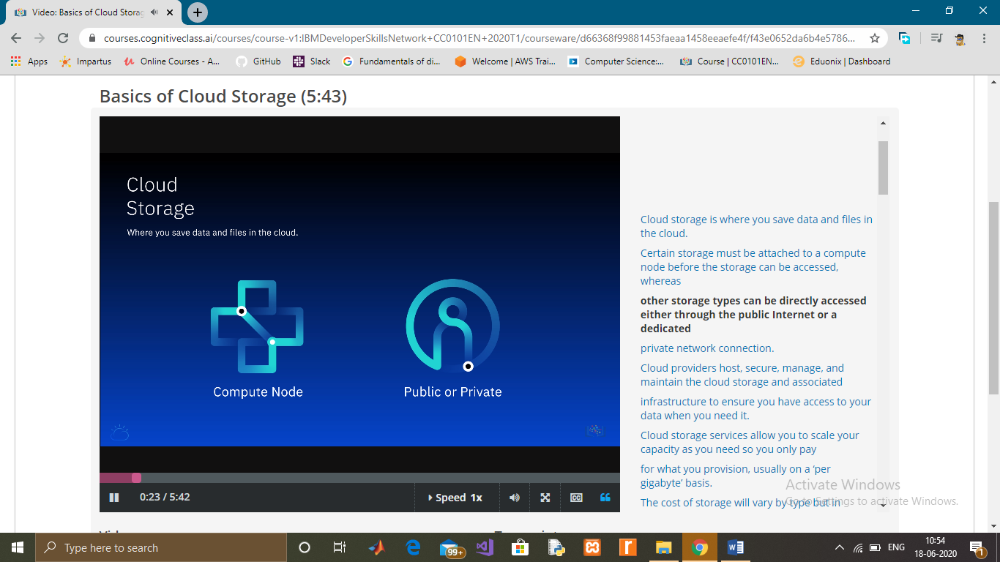 Video: Basics of Cloud Storag
courses.cognitiveclass.ai/courses/course-v1:IBMDeveloperSkillsNetwork+CC0101EN+2020T1/courseware/d66368f99881453faeaa1458eeaefe4f/f43e0652da6b4e5786...
Apps Impartus Online Courses - A... GitHub Slack Fundamentals of di... Welcome | AWS Trai... Computer Science:... Course | CC0101EN... Eduonix | Dashboard
Basics of Cloud Storage (5:43)
Cloud
Storage
Where you save data and files in the cloud.
Compute Node
Public or Private
0:23 / 5:42
Speed 1x
CC
Cloud storage is where you save data and files in
the cloud.
Certain storage must be attached to a compute
node before the storage can be accessed,
whereas
other storage types can be directly accessed
either through the public Internet or a
dedicated
private network connection.
Cloud providers host, secure, manage, and
maintain the cloud storage and associated
infrastructure to ensure you have access to your
data when you need it.
Cloud storage services allow you to scale your
capacity as you need so you only pay
for what you provision, usually on a ‘per
gigabyte’ basis.
The cost of storage will vary by type but in
Activate Windows
Go to Settings to activate Windows.
Type here to search
99+
ENG
10:54
18-06-2020
1